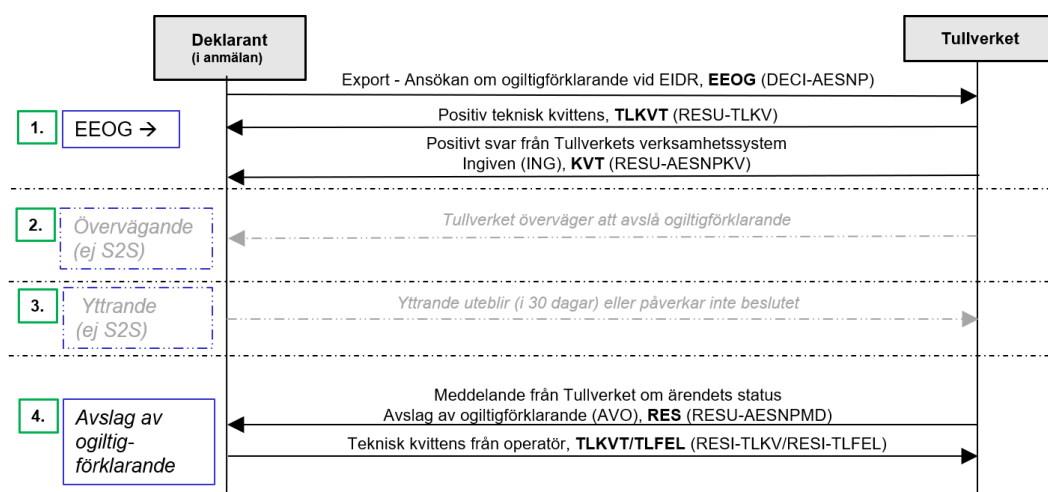 Deklarant
(i anmälan)
Tullverket
Export - Ansökan om ogiltigförklarande vid EIDR, EEOG (DECI-AESNP)
1.
EEOG →
Positiv teknisk kvittens, TLKVT (RESU-TLKV)
Positivt svar från Tullverkets verksamhetssystem
Ingiven (ING), KVT (RESU-AESNPKV)
2.
Övervägande
(ej S2S)
Tullverket överväger att avslå ogiltigförklarande
3.
Yttrande
(ej S2S)
Yttrande uteblir (i 30 dagar) eller påverkar inte beslutet
4.
Avslag av
ogiltig-
förklarande
Meddelande från Tullverket om ärendets status
Avslag av ogiltigförklarande (AVO), RES (RESU-AESNPMD)
Teknisk kvittens från operatör, TLKVT/TLFEL (RESI-TLKV/RESI-TLFEL)